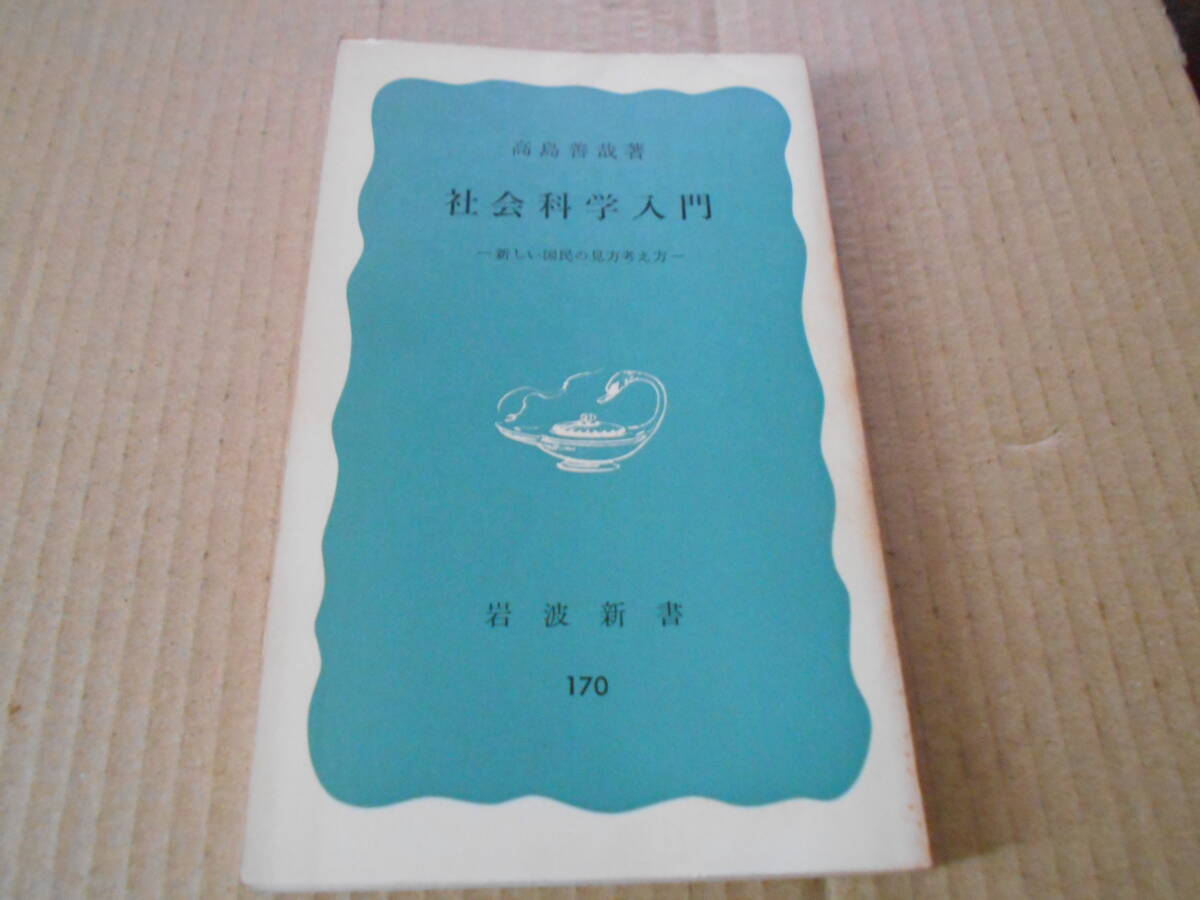 高島善哉著
社会科学入門
―新しい国民の見方考え方―
岩波新書
170